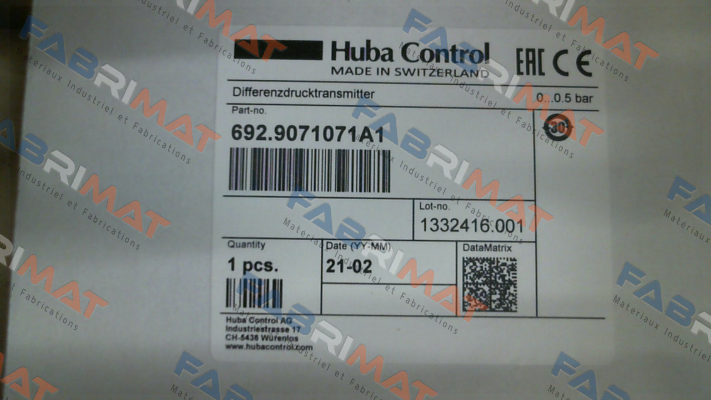 Huba Control
MADE IN SWITZERLAND
EAC CE
Differenzdrucktransmitter
0...0.5 bar
Part-no.
692.9071071A1
30
Lot-no.
1332416.001
Quantity
1 pcs.
Date (YY-MM)
21-02
DataMatrix
Huba Control AG
Industriestrasse 17
CH-5436 Würenlos
www.hubacontrol.com
FABRIMAT
Materiaux Industriel et Fabrications